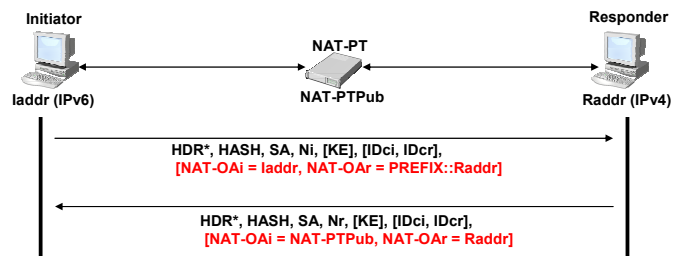 Initiator
Responder
NAT-PT
NAT-PTPub
Iaddr (IPv6)
Raddr (IPv4)
HDR*, HASH, SA, Ni, [KE], [IDci, IDcr],
[NAT-OAi = Iaddr, NAT-OAr = PREFIX::Raddr]
HDR*, HASH, SA, Nr, [KE], [IDci, IDcr],
[NAT-OAi = NAT-PTPub, NAT-OAr = Raddr]